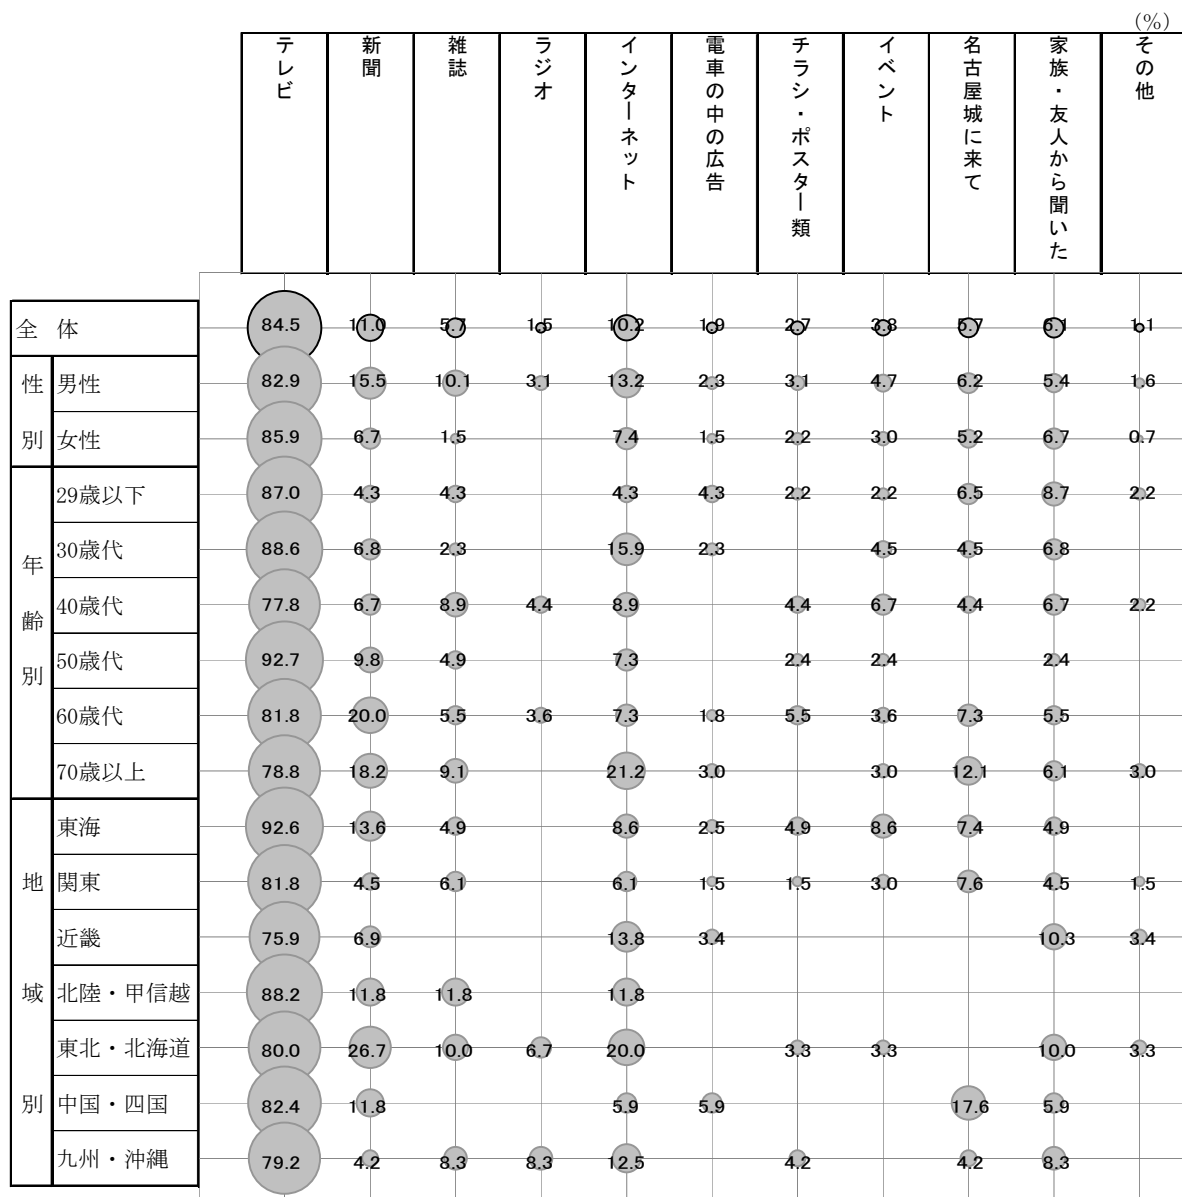 (%)
テレビ 新聞 雑誌 ラジオ インターネット 電車の中の広告 チラシ・ポスター類 イベント 名古屋城に来て 家族・友人から聞いた その他
全 体 84.5 11.0 5.7 1.5 10.2 1.9 2.7 3.8 5.7 6.1 1.1
性別
男性 82.9 15.5 10.1 3.1 13.2 2.3 3.1 4.7 6.2 5.4 1.6
女性 85.9 6.7 1.5 7.4 1.5 2.2 3.0 5.2 6.7 0.7
年齢別
29歳以下 87.0 4.3 4.3 4.3 4.3 2.2 2.2 6.5 8.7 2.2
30歳代 88.6 6.8 2.3 15.9 2.3 4.5 4.5 6.8
40歳代 77.8 6.7 8.9 4.4 8.9 4.4 6.7 4.4 6.7 2.2
50歳代 92.7 9.8 4.9 7.3 2.4 2.4 2.4
60歳代 81.8 20.0 5.5 3.6 7.3 1.8 5.5 3.6 7.3 5.5
70歳以上 78.8 18.2 9.1 21.2 3.0 3.0 12.1 6.1 3.0
地域別
東海 92.6 13.6 4.9 8.6 2.5 4.9 8.6 7.4 4.9
関東 81.8 4.5 6.1 6.1 1.5 1.5 3.0 7.6 4.5 1.5
近畿 75.9 6.9 13.8 3.4 10.3 3.4
北陸・甲信越 88.2 11.8 11.8 11.8
東北・北海道 80.0 26.7 10.0 6.7 20.0 3.3 3.3 10.0 3.3
中国・四国 82.4 11.8 5.9 5.9 17.6 5.9
九州・沖縄 79.2 4.2 8.3 8.3 12.5 4.2 4.2 8.3